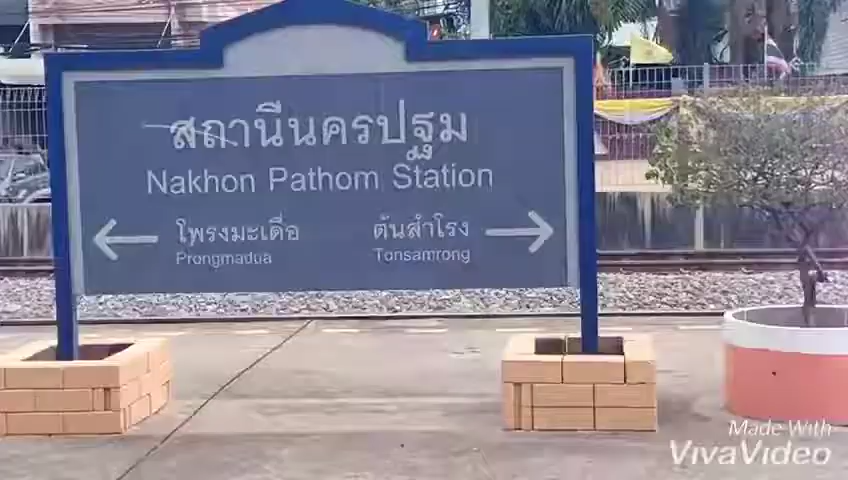 สถานีนครปฐม
Nakhon Pathom Station
โพรงมะเดื่อ
Prongmadua
ต้นสำโรง
Tonsamrong
Made With
VivaVideo